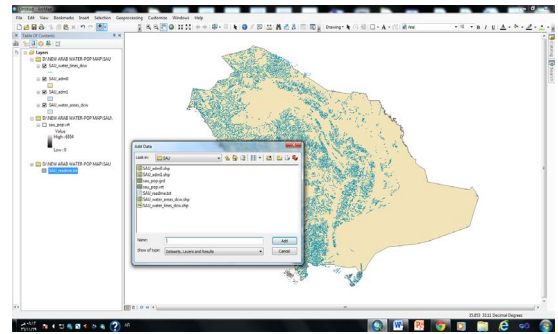 File Edit View Bookmarks Insert Selection Geoprocessing Customize Windows Help
Drawing
Table Of Contents
Layers
D:\NEW ARAB WATER-POP MAP\SAU
SAU_water_lines_dcw
SAU_adm0
SAU_adm1
SAU_water_areas_dcw
D:\NEW ARAB WATER-POP MAP\SAU\
sau_pop.vrt
Value
Low : 0
D:\NEW ARAB WATER-POP MAP\SAU
SAU_readme.txt
Add Data
Look in: SAU
SAU_adm0.shp
SAU_adm1.shp
sau_pop.grd
sau_pop.vrt
SAU_readme.txt
SAU_water_areas_dcw.shp
SAU_water_lines_dcw.shp
Name:
Add
Show of type: Datasets, Layers and Results
Cancel
Catalog
Search
Decimal Degrees